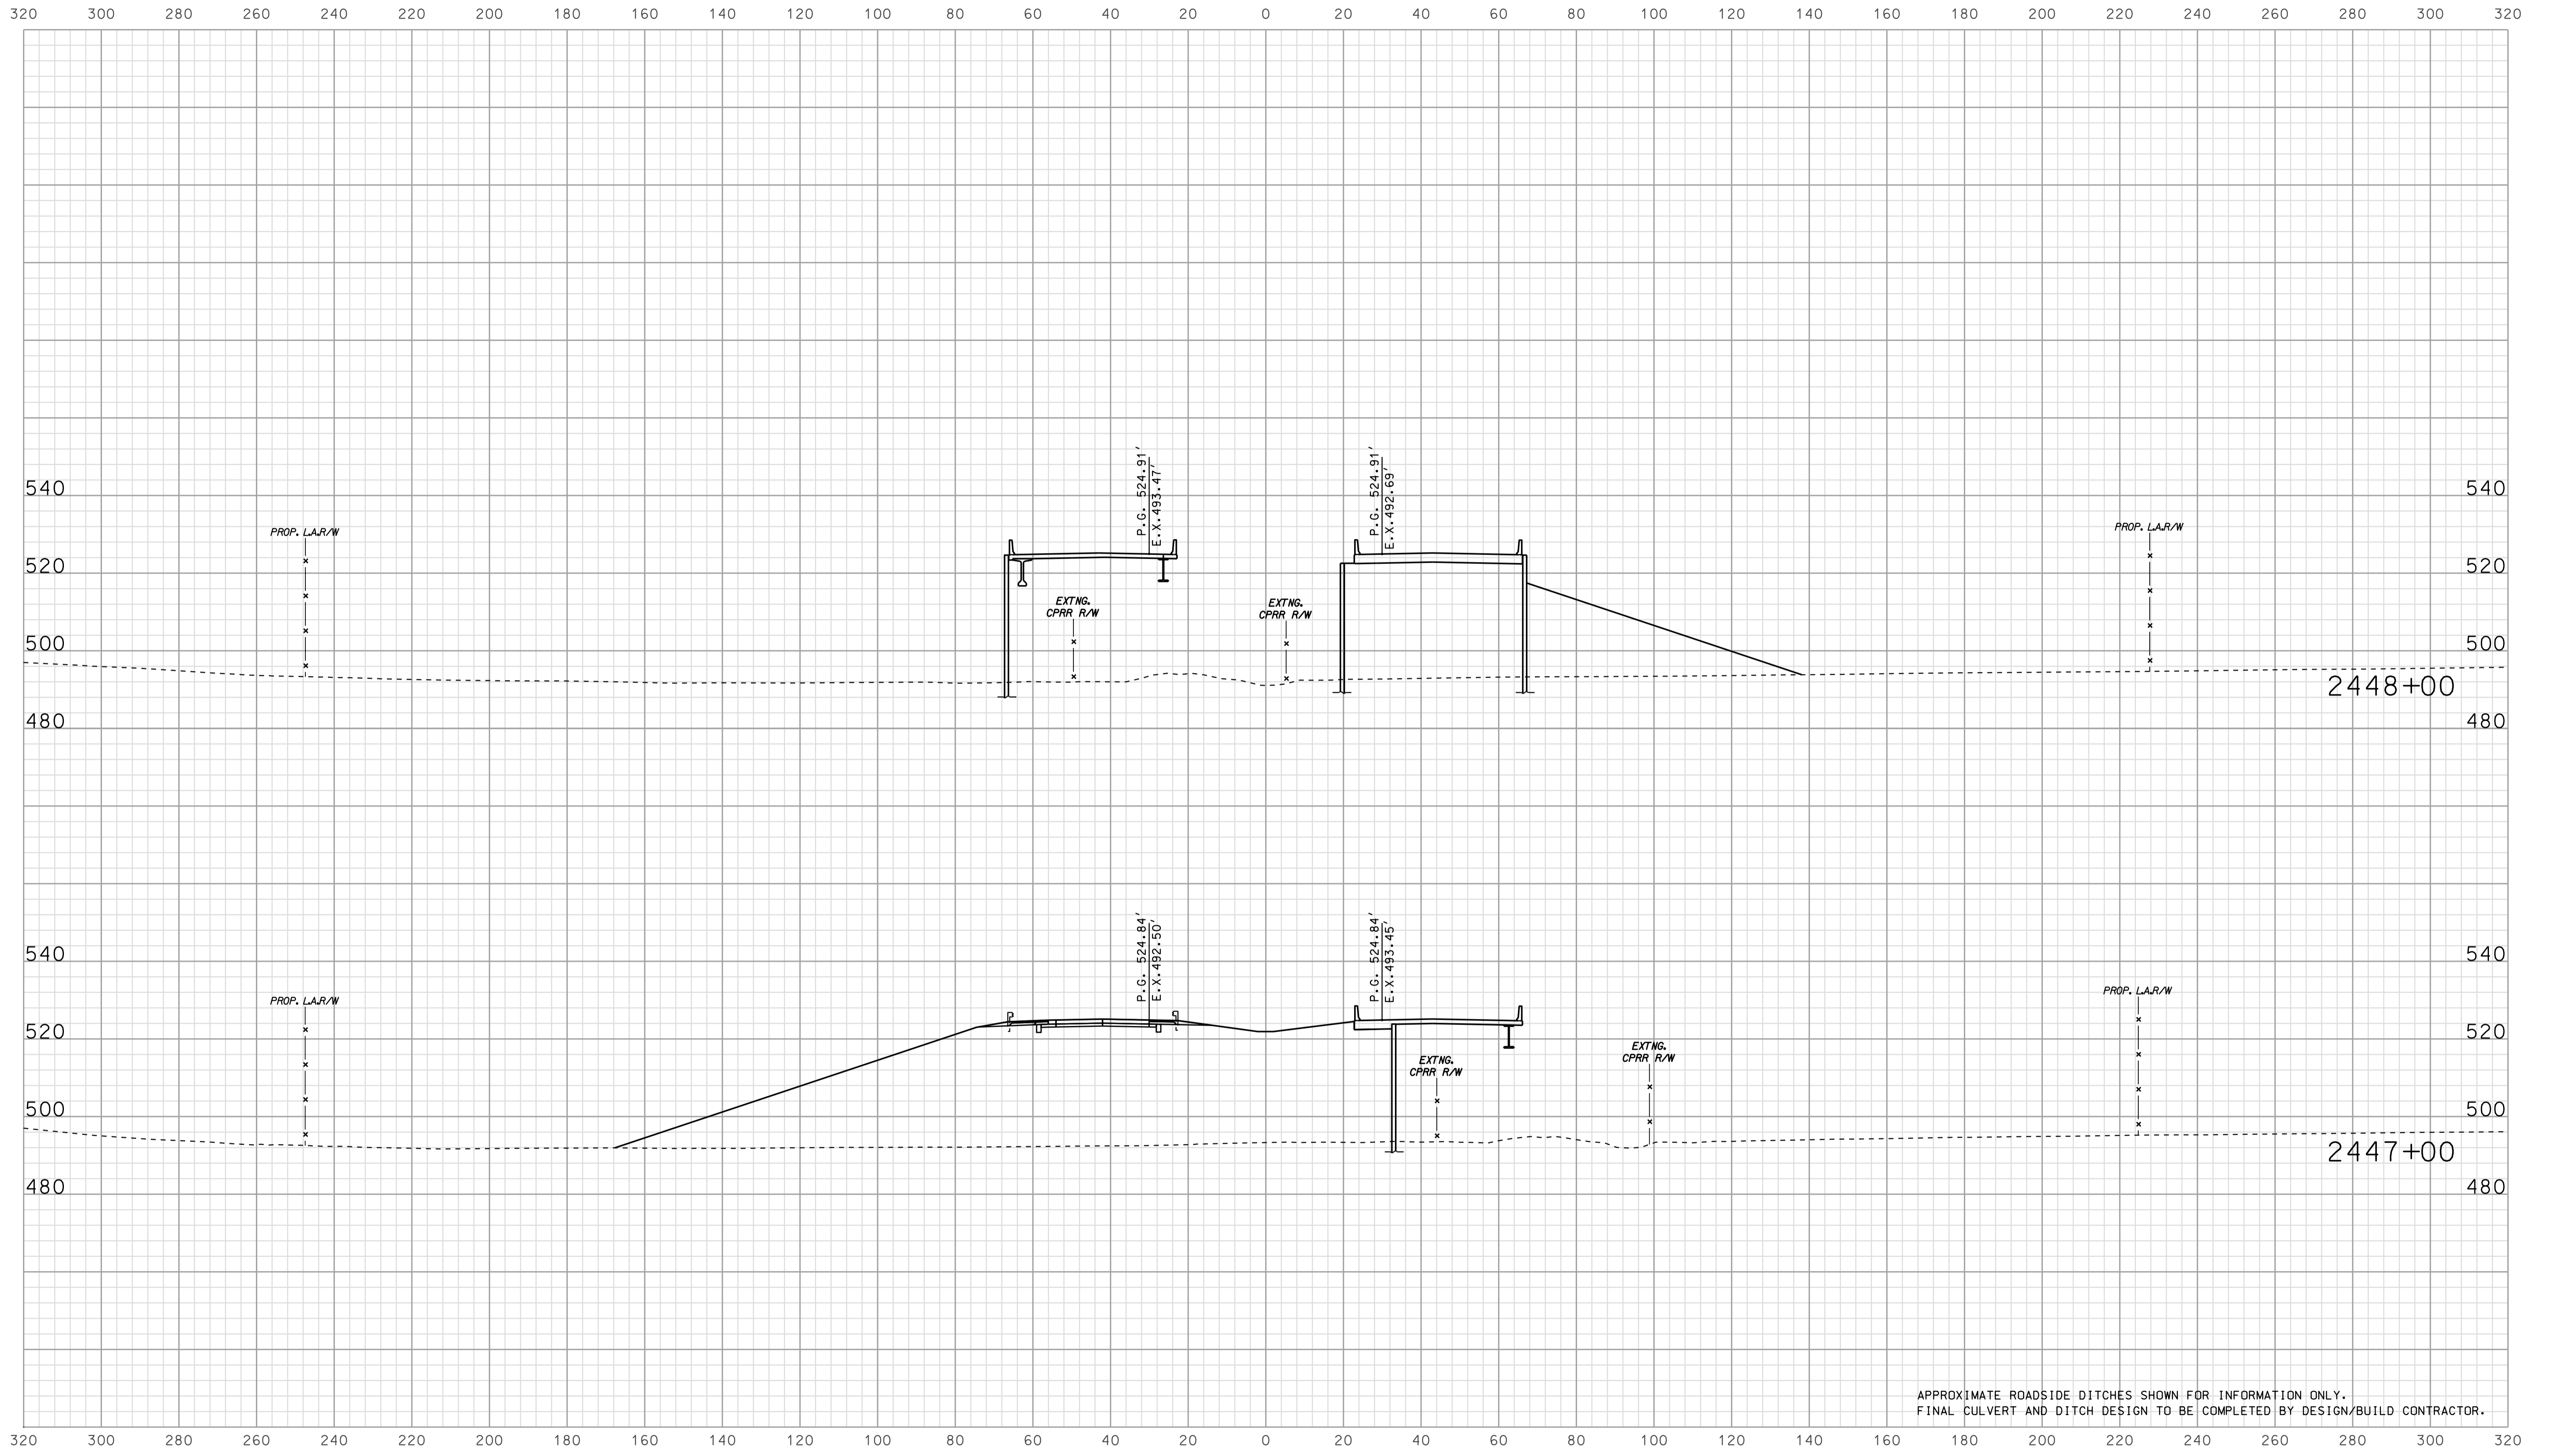 320 300 280 260 240 220 200 180 160 140 120 100 80 60 40 20 0 20 40 60 80 100 120 140 160 180 200 220 240 260 280 300 320
P.G. 524.91'
E.X.493.47'
P.G. 524.91'
E.X.492.69'
540 540
PROP. L.A.R/W
PROP. L.A.R/W
520 520
EXTNG.
CPRR R/W
EXTNG.
CPRR R/W
500 500
2448+00
480 480
P.G. 524.84'
E.X.492.50'
P.G. 524.84'
E.X.493.45'
540 540
PROP. L.A.R/W
PROP. L.A.R/W
520 520
EXTNG.
CPRR R/W
EXTNG.
CPRR R/W
500 500
2447+00
480 480
APPROXIMATE ROADSIDE DITCHES SHOWN FOR INFORMATION ONLY.
FINAL CULVERT AND DITCH DESIGN TO BE COMPLETED BY DESIGN/BUILD CONTRACTOR.
320 300 280 260 240 220 200 180 160 140 120 100 80 60 40 20 0 20 40 60 80 100 120 140 160 180 200 220 240 260 280 300 320